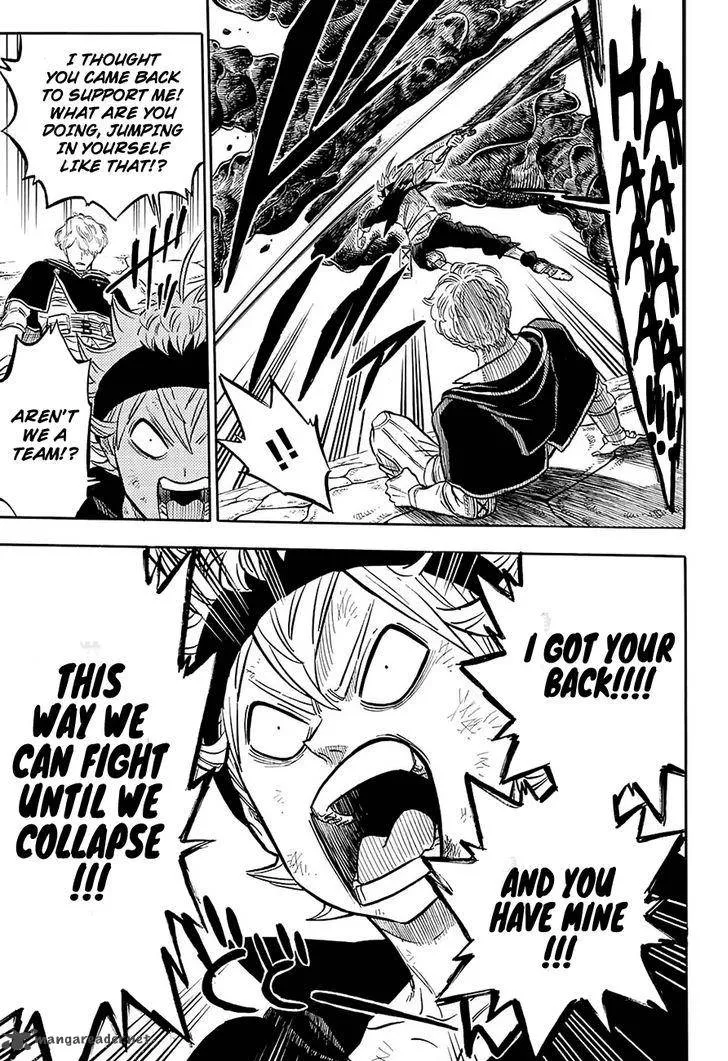 HAAAAAAAA!!!
!!
I THOUGHT
YOU CAME BACK
TO SUPPORT ME!
WHAT ARE YOU
DOING, JUMPING
IN YOURSELF
LIKE THAT!?
AREN'T
WE A
TEAM!?
I GOT YOUR
BACK!!!!
AND YOU
HAVE MINE
!!!
THIS
WAY WE
CAN FIGHT
UNTIL WE
COLLAPSE
!!!